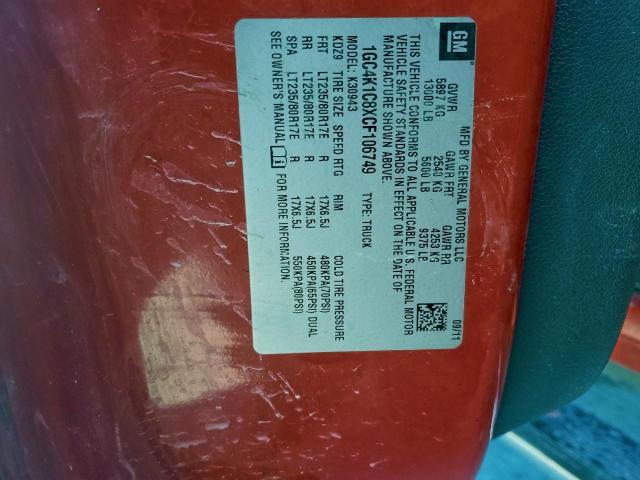 GM
MFD BY GENERAL MOTORS LLC 09/11
GVWR GAWR FRT GAWR RR
5897 KG 2540 KG 4253 KG
13000 LB 5600 LB 9375 LB
THIS VEHICLE CONFORMS TO ALL APPLICABLE U.S. FEDERAL MOTOR
VEHICLE SAFETY STANDARDS IN EFFECT ON THE DATE OF
MANUFACTURE SHOWN ABOVE.
1GC4K1C8XCF106749 TYPE: TRUCK
MODEL: K30943
KDZ9 TIRE SIZE SPEED RTG RIM COLD TIRE PRESSURE
FRT LT235/80R17E R 17X6.5J 480KPA(70PSI)
RR LT235/80R17E R 17X6.5J 450KPA(65PSI) DUAL
SPA LT235/80R17E R 17X6.5J 550KPA(80PSI)
SEE OWNER'S MANUAL FOR MORE INFORMATION.